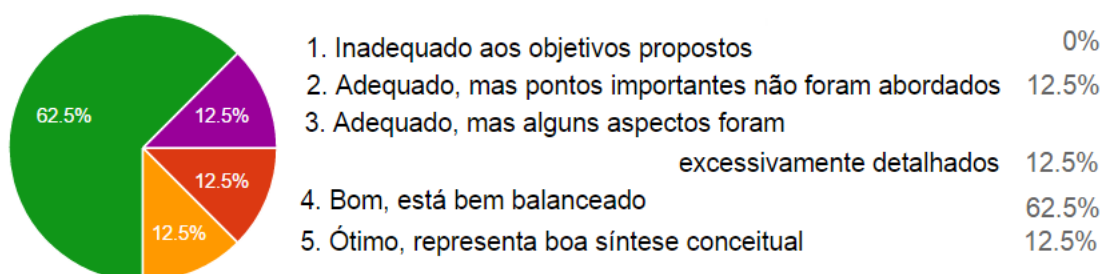 62.5%
12.5%
12.5%
12.5%
1. Inadequado aos objetivos propostos 0%
2. Adequado, mas pontos importantes não foram abordados 12.5%
3. Adequado, mas alguns aspectos foram
excessivamente detalhados 12.5%
4. Bom, está bem balanceado 62.5%
5. Ótimo, representa boa síntese conceitual 12.5%